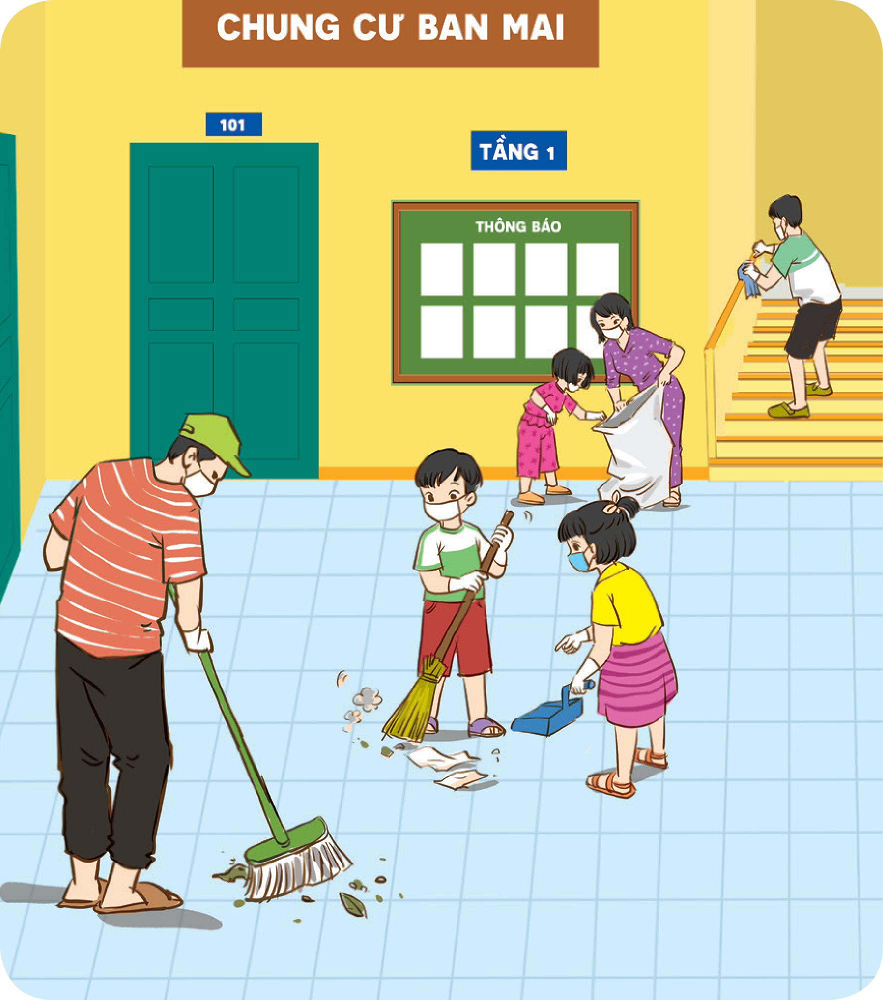 CHUNG CƯ BAN MAI
101
TẦNG 1
THÔNG BÁO